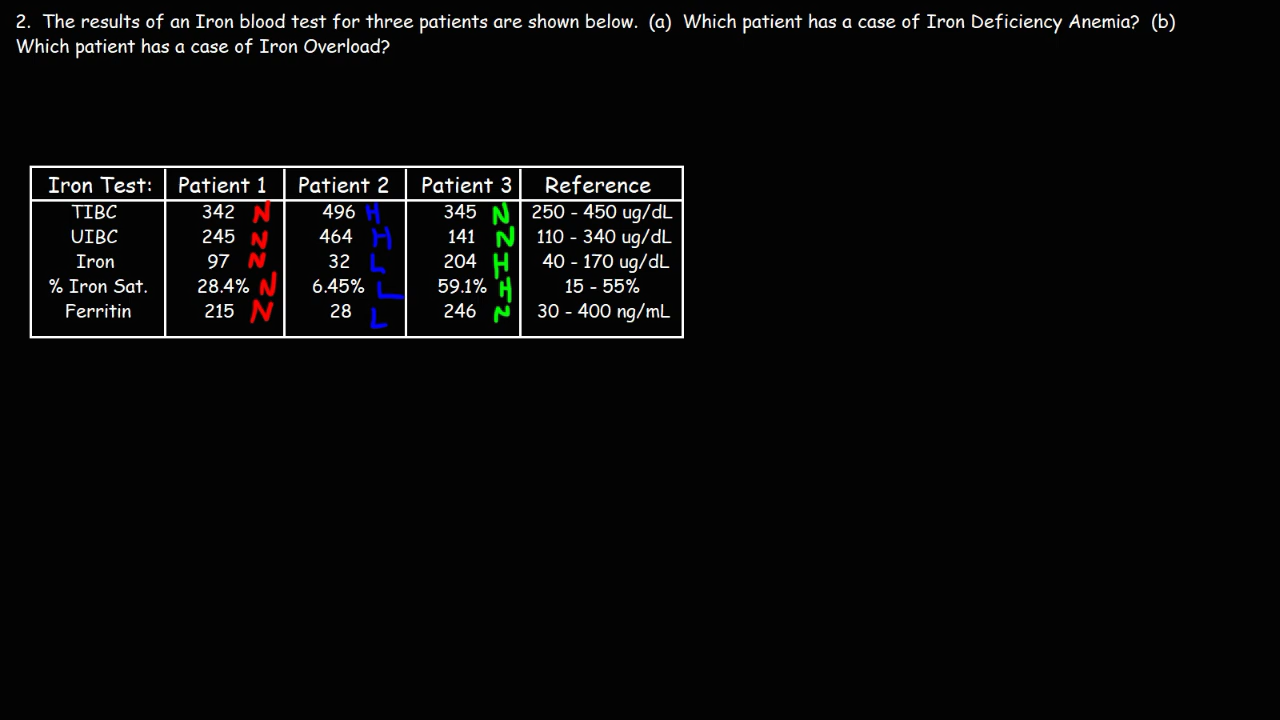 2. The results of an Iron blood test for three patients are shown below. (a) Which patient has a case of Iron Deficiency Anemia? (b)
Which patient has a case of Iron Overload?
Iron Test: Patient 1 Patient 2 Patient 3 Reference
TIBC 342 N 496 H 345 N 250 - 450 ug/dL
UIBC 245 N 464 H 141 N 110 - 340 ug/dL
Iron 97 N 32 L 204 H 40 - 170 ug/dL
% Iron Sat. 28.4% N 6.45% L 59.1% H 15 - 55%
Ferritin 215 N 28 L 246 N 30 - 400 ng/mL